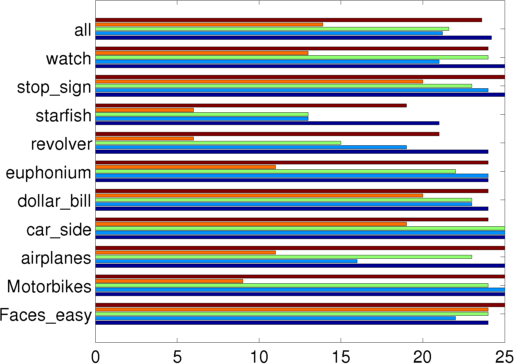 all
watch
stop_sign
starfish
revolver
euphonium
dollar_bill
car_side
airplanes
Motorbikes
Faces_easy
0 5 10 15 20 25